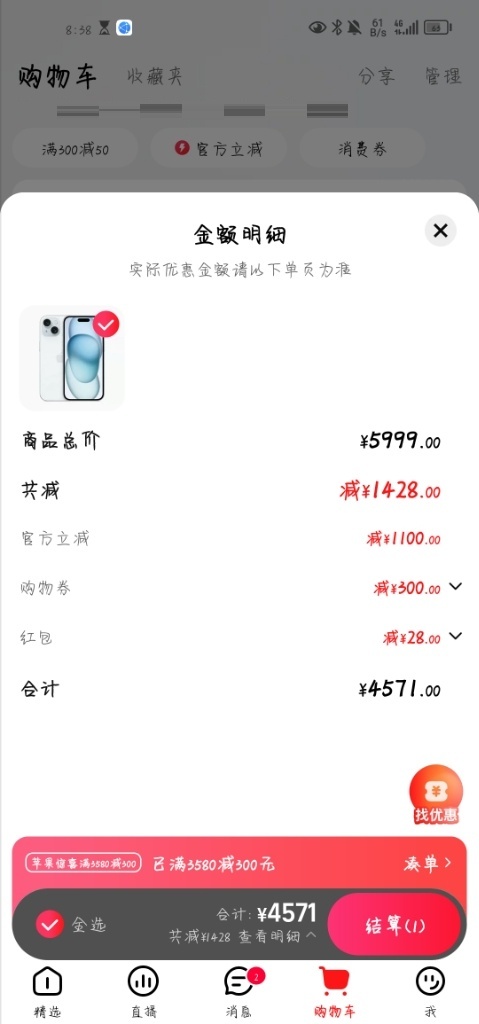 8:38
61 B/s 4G 63
购物车 收藏夹 分享 管理
满300减50 官方立减 消费券
金额明细
实际优惠金额请以下单页为准
商品总价 ¥5999.00
共减 减¥1428.00
官方立减 减¥1100.00
购物券 减¥300.00
红包 减¥28.00
合计 ¥4571.00
找优惠
苹果惊喜满3580减300 已满3580减300元 凑单
全选 合计: ¥4571 结算(1)
共减¥1428 查看明细
精选 直播 消息 2 购物车 我